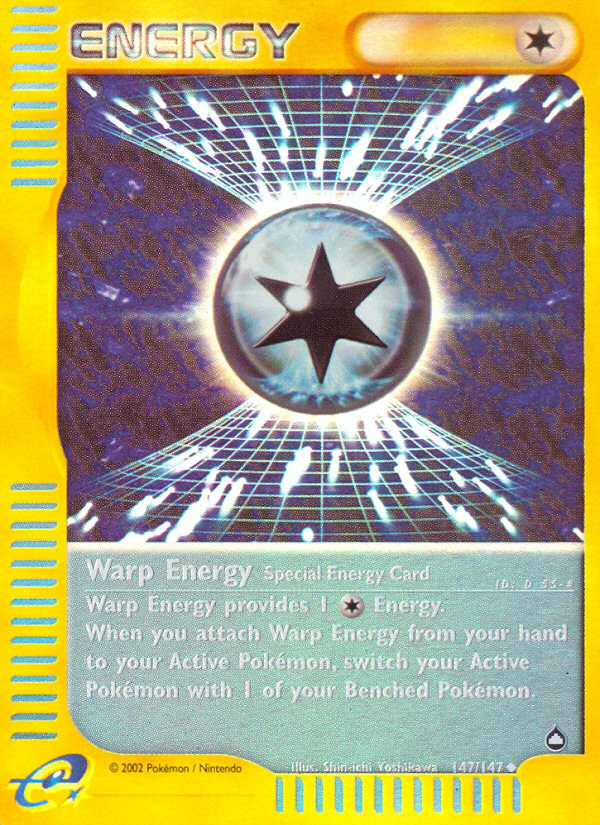 ENERGY
Warp Energy Special Energy Card
ID: D-55-#
Warp Energy provides 1 Energy.
When you attach Warp Energy from your hand
to your Active Pokémon, switch your Active
Pokémon with 1 of your Benched Pokémon.
© 2002 Pokémon / Nintendo
Illus. Shin-ichi Yoshikawa 147/147
e